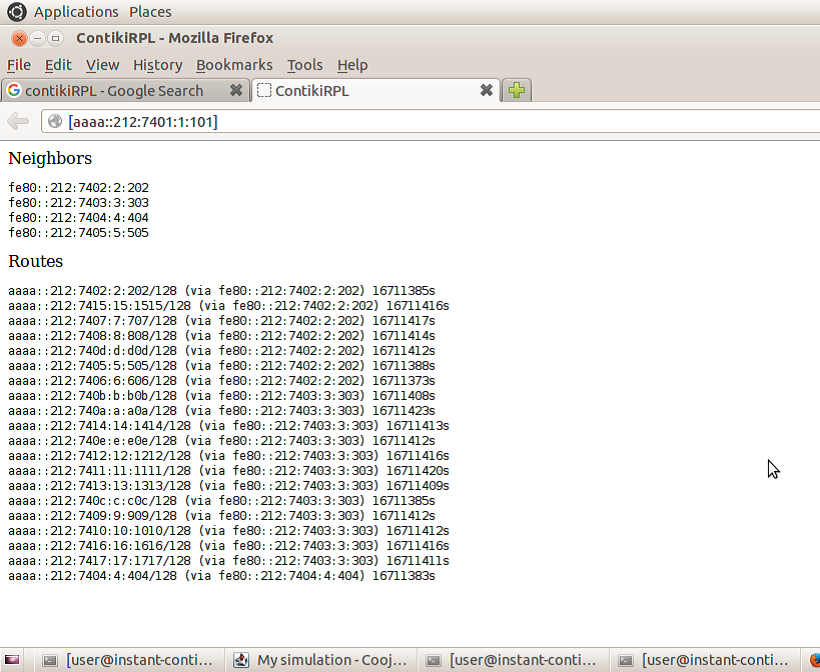 Applications Places
ContikiRPL - Mozilla Firefox
File Edit View History Bookmarks Tools Help
contikiRPL - Google Search ContikiRPL
[aaaa::212:7401:1:101]
Neighbors
fe80::212:7402:2:202
fe80::212:7403:3:303
fe80::212:7404:4:404
fe80::212:7405:5:505
Routes
aaaa::212:7402:2:202/128 (via fe80::212:7402:2:202) 16711385s
aaaa::212:7415:15:1515/128 (via fe80::212:7402:2:202) 16711416s
aaaa::212:7407:7:707/128 (via fe80::212:7402:2:202) 16711417s
aaaa::212:7408:8:808/128 (via fe80::212:7402:2:202) 16711414s
aaaa::212:740d:d:d0d/128 (via fe80::212:7402:2:202) 16711412s
aaaa::212:7405:5:505/128 (via fe80::212:7402:2:202) 16711388s
aaaa::212:7406:6:606/128 (via fe80::212:7402:2:202) 16711373s
aaaa::212:740b:b:b0b/128 (via fe80::212:7403:3:303) 16711408s
aaaa::212:740a:a:a0a/128 (via fe80::212:7403:3:303) 16711423s
aaaa::212:7414:14:1414/128 (via fe80::212:7403:3:303) 16711413s
aaaa::212:740e:e:e0e/128 (via fe80::212:7403:3:303) 16711412s
aaaa::212:7412:12:1212/128 (via fe80::212:7403:3:303) 16711416s
aaaa::212:7411:11:1111/128 (via fe80::212:7403:3:303) 16711420s
aaaa::212:7413:13:1313/128 (via fe80::212:7403:3:303) 16711409s
aaaa::212:740c:c:c0c/128 (via fe80::212:7403:3:303) 16711385s
aaaa::212:7409:9:909/128 (via fe80::212:7403:3:303) 16711412s
aaaa::212:7410:10:1010/128 (via fe80::212:7403:3:303) 16711412s
aaaa::212:7416:16:1616/128 (via fe80::212:7403:3:303) 16711416s
aaaa::212:7417:17:1717/128 (via fe80::212:7403:3:303) 16711411s
aaaa::212:7404:4:404/128 (via fe80::212:7404:4:404) 16711383s
[user@instant-conti... My simulation - Cooj... [user@instant-conti... [user@instant-conti...